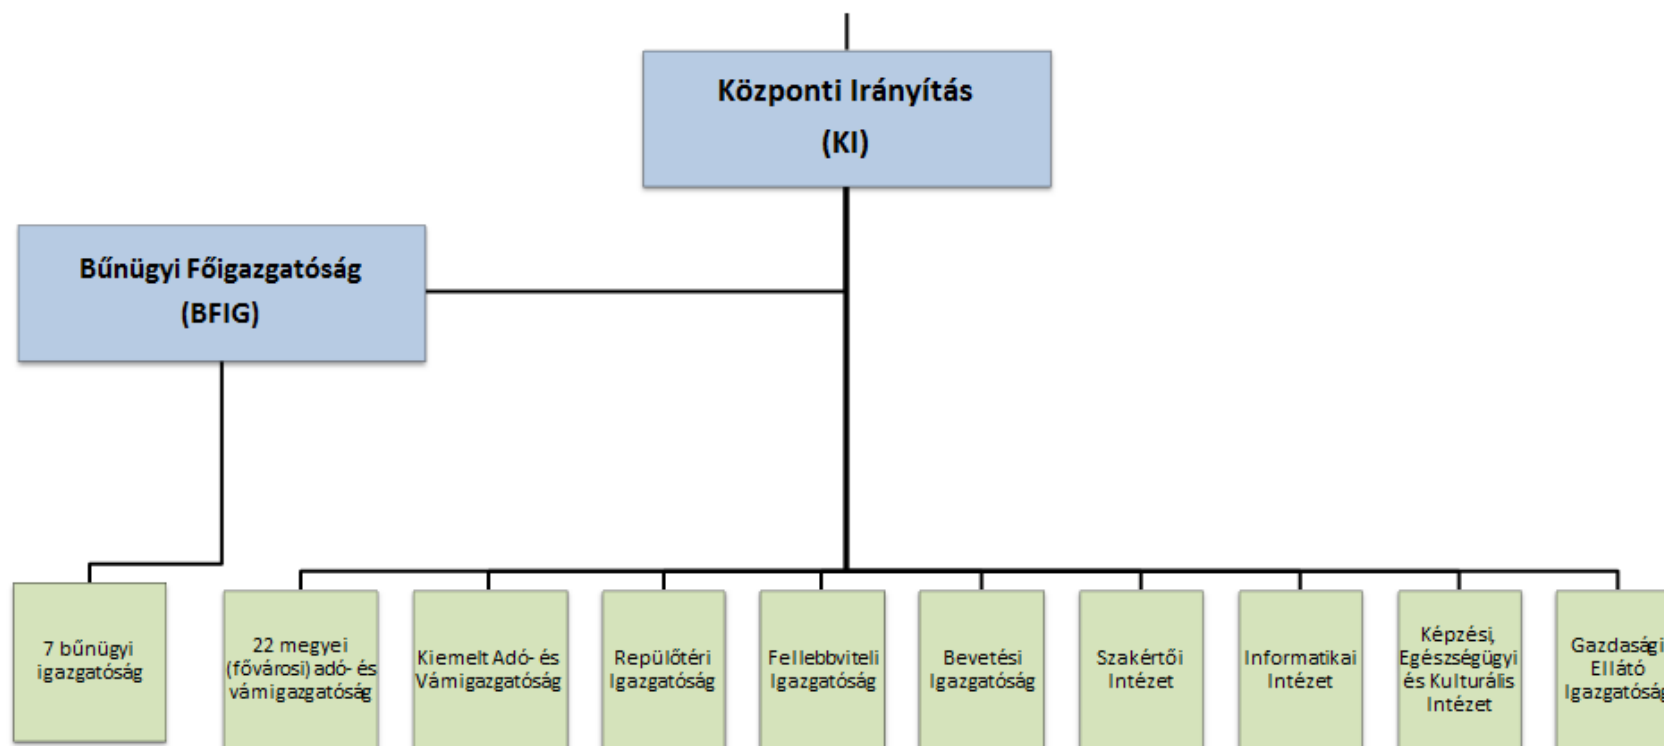 Központi Irányítás
(KI)
Bűnügyi Főigazgatóság
(BFIG)
7 bűnügyi
igazgatóság
22 megyei
(fővárosi) adó- és
vámigazgatóság
Kiemelt Adó- és
Vámigazgatóság
Repülőtéri
Igazgatóság
Fellebbviteli
Igazgatóság
Bevetési
Igazgatóság
Szakértői
Intézet
Informatikai
Intézet
Képzési,
Egészségügyi
és Kulturális
Intézet
Gazdasági
Ellátó
Igazgatóság